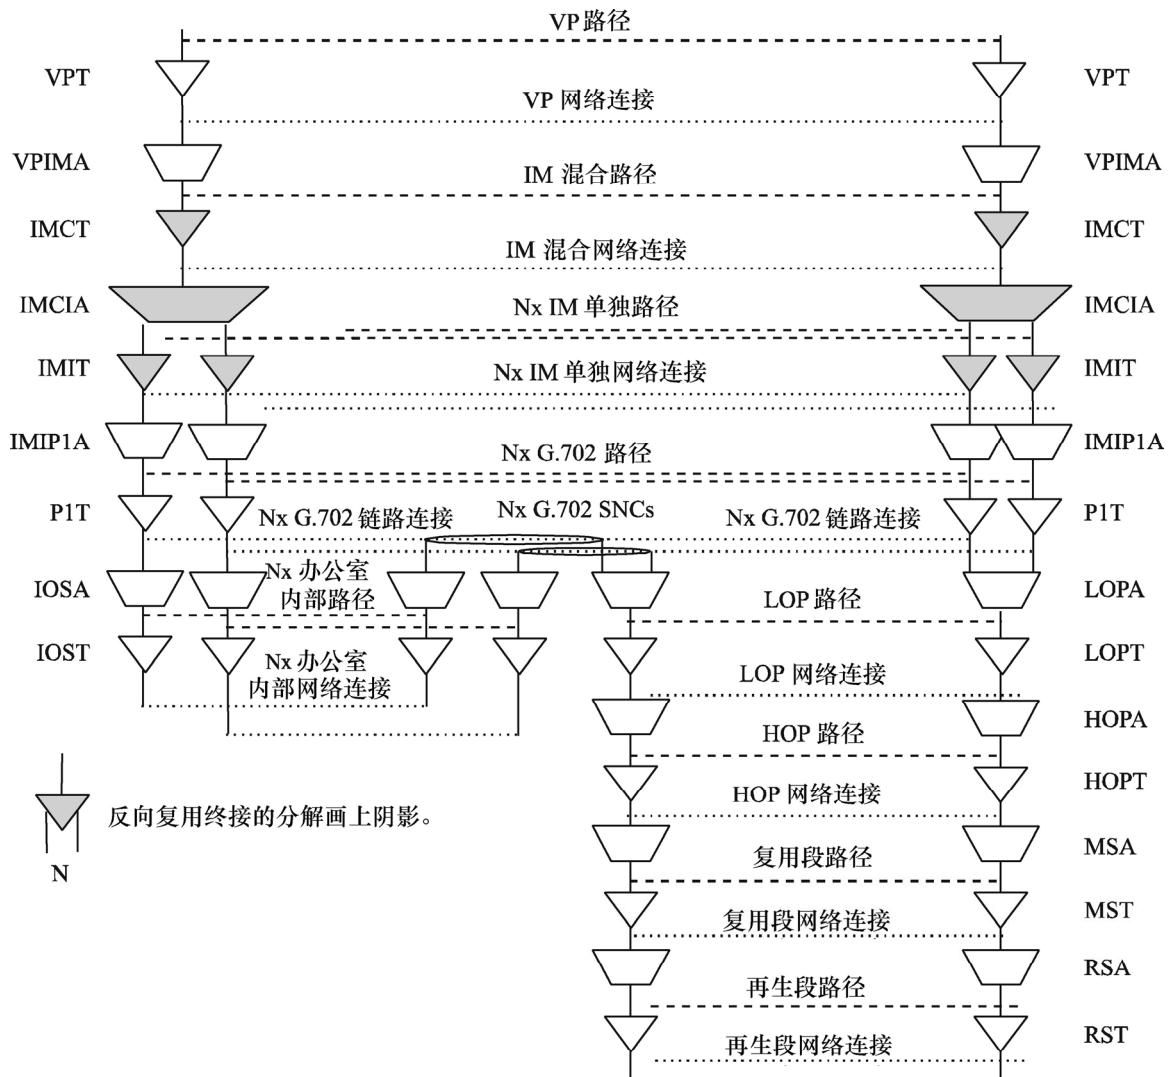 VP 路径
VPT
VPT
VP 网络连接
VPIMA
VPIMA
IM 混合路径
IMCT
IMCT
IM 混合网络连接
IMCIA
Nx IM 单独路径
IMCIA
IMIT
Nx IM 单独网络连接
IMIT
IMIP1A
Nx G.702 路径
IMIP1A
P1T
Nx G.702 链路连接
Nx G.702 SNCs
Nx G.702 链路连接
P1T
IOSA
Nx 办公室
内部路径
LOP 路径
LOPA
IOST
Nx 办公室
内部网络连接
LOP 网络连接
LOPT
HOP 路径
HOPA
HOP 网络连接
HOPT
反向复用终接的分解画上阴影。
N
复用段路径
MSA
复用段网络连接
MST
再生段路径
RSA
再生段网络连接
RST